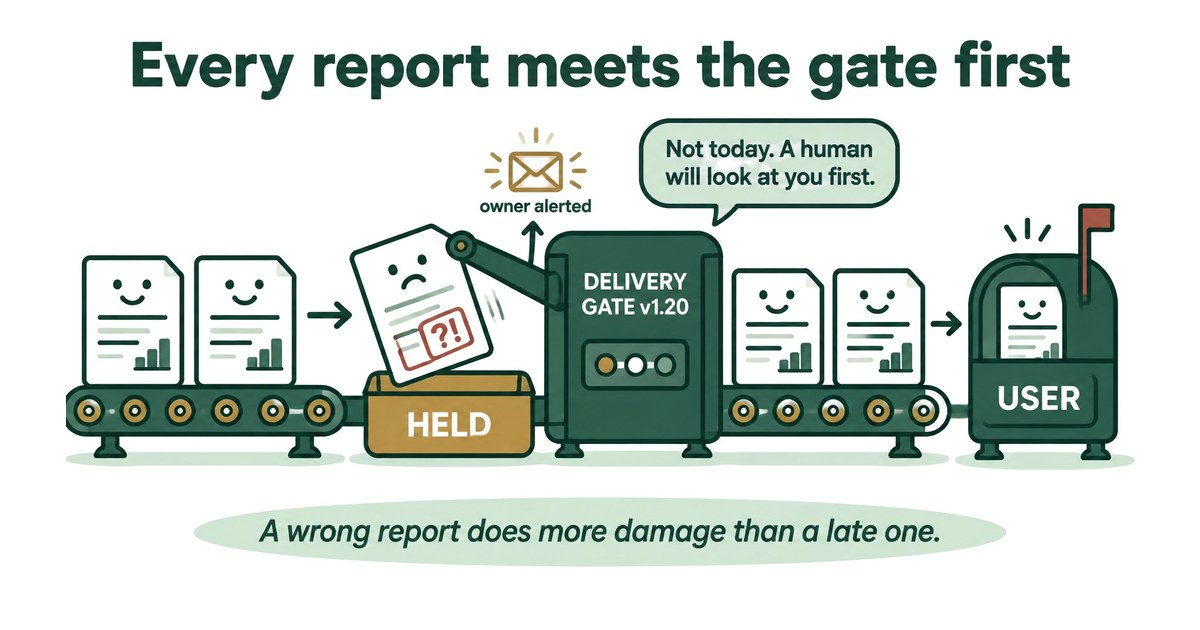 Every report meets the gate first
Not today. A human
will look at you first.
owner alerted
DELIVERY
GATE v1.20
?!
HELD
USER
A wrong report does more damage than a late one.